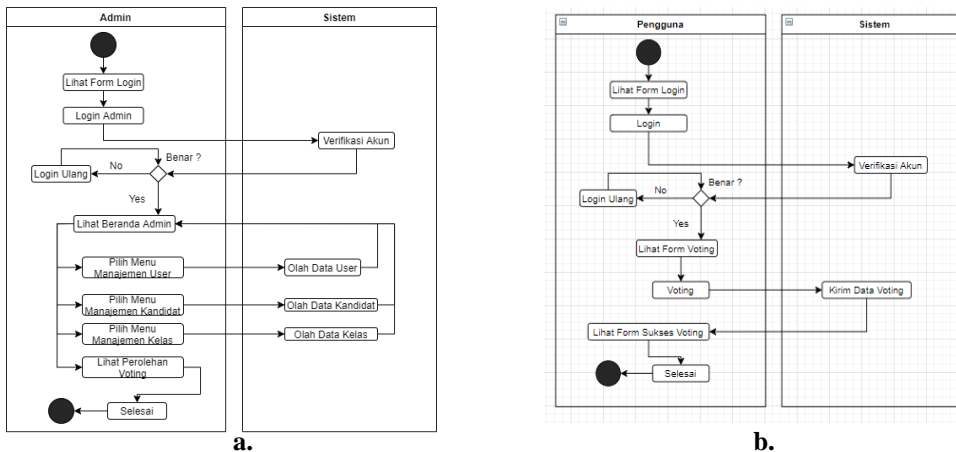 Admin
Sistem
Lihat Form Login
Login Admin
Verifikasi Akun
Benar ?
No
Login Ulang
Yes
Lihat Beranda Admin
Pilih Menu
Manajemen User
Olah Data User
Pilih Menu
Manajemen Kandidat
Olah Data Kandidat
Pilih Menu
Manajemen Kelas
Olah Data Kelas
Lihat Perolehan
Voting
Selesai
a.
Pengguna
Sistem
Lihat Form Login
Login
Verifikasi Akun
Benar ?
No
Login Ulang
Yes
Lihat Form Voting
Voting
Kirim Data Voting
Lihat Form Sukses Voting
Selesai
b.